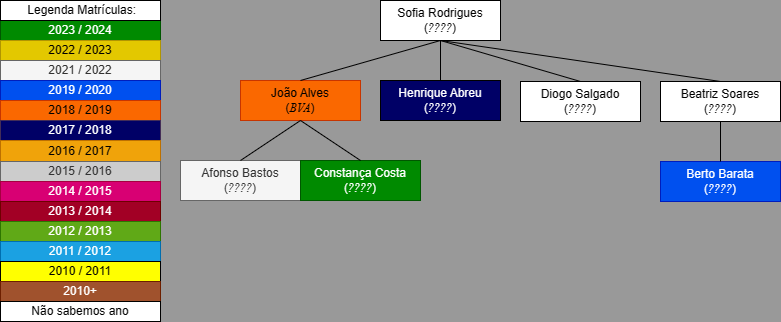 Legenda Matrículas:
2023 / 2024
2022 / 2023
2021 / 2022
2019 / 2020
2018 / 2019
2017 / 2018
2016 / 2017
2015 / 2016
2014 / 2015
2013 / 2014
2012 / 2013
2011 / 2012
2010 / 2011
2010+
Não sabemos ano
Sofia Rodrigues
(????)
João Alves
(BVA)
Henrique Abreu
(????)
Diogo Salgado
(????)
Beatriz Soares
(????)
Afonso Bastos
(????)
Constança Costa
(????)
Berto Barata
(????)